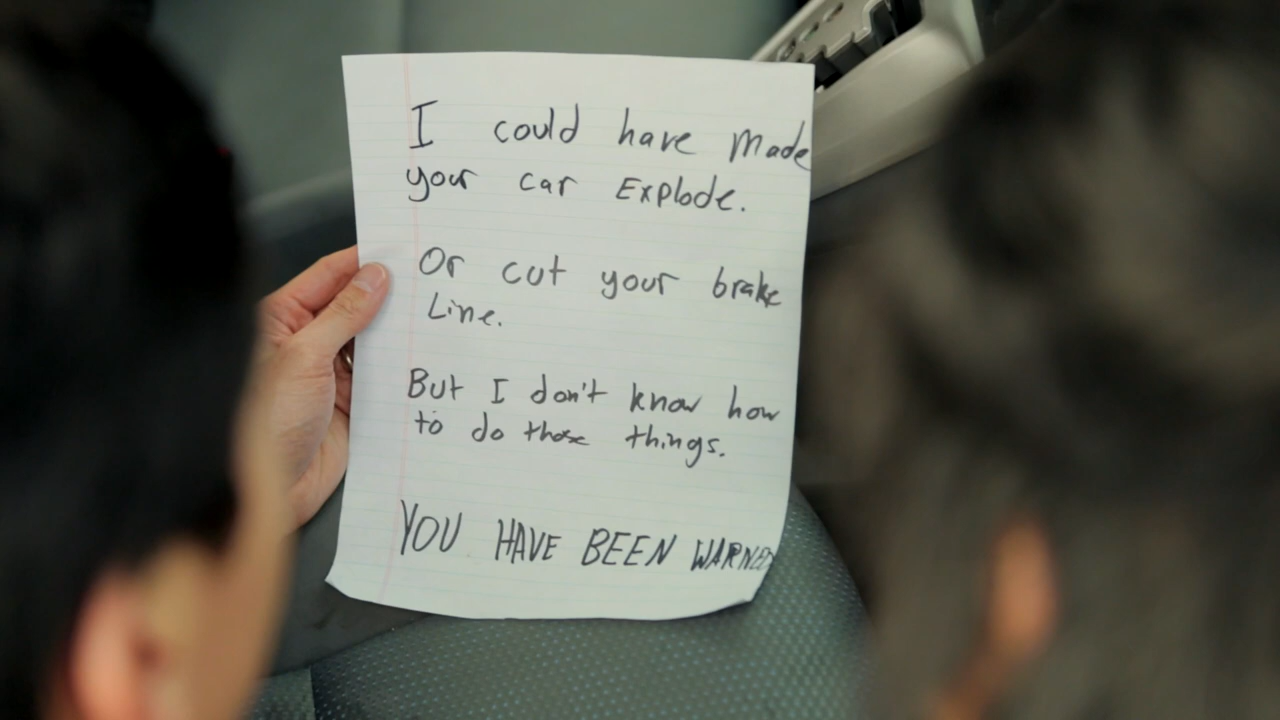 I could have made
your car Explode.
Or cut your brake
Line.
But I don't know how
to do those things.
YOU HAVE BEEN WARNED